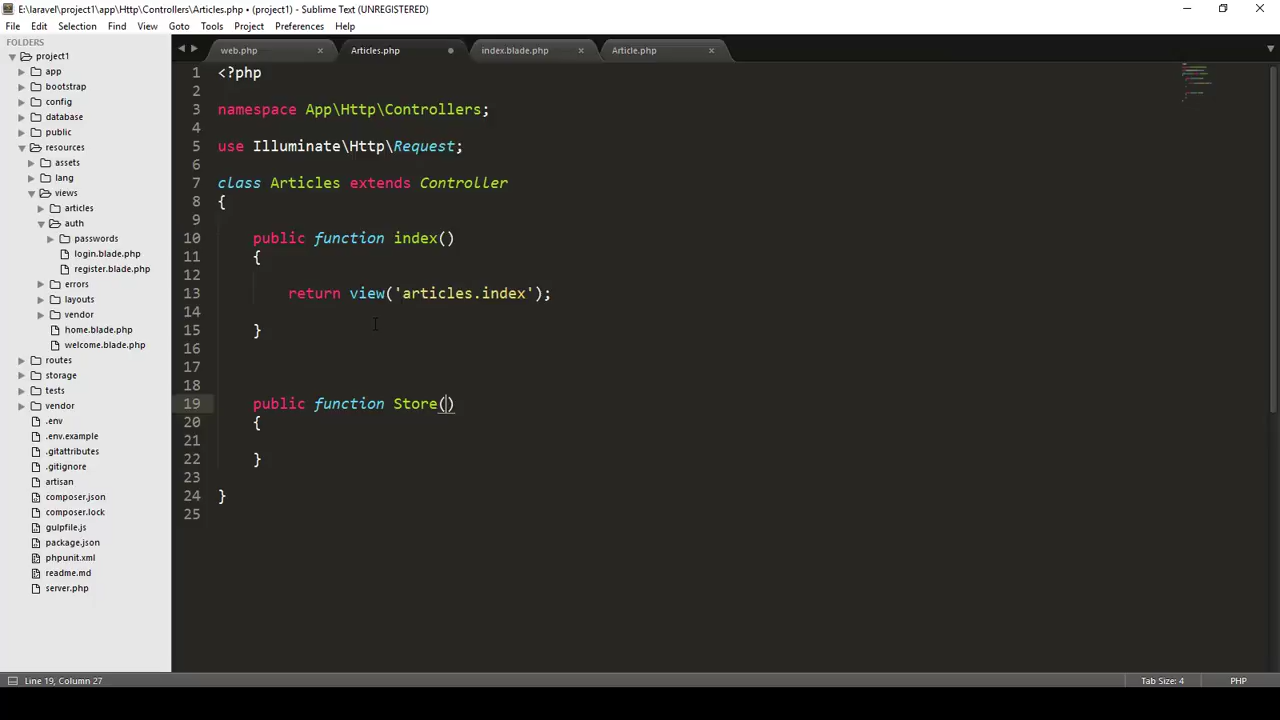 E:\laravel\project1\app\Http\Controllers\Articles.php • (project1) - Sublime Text (UNREGISTERED)
File Edit Selection Find View Goto Tools Project Preferences Help
FOLDERS
project1
app
bootstrap
config
database
public
resources
assets
lang
views
articles
auth
passwords
login.blade.php
register.blade.php
errors
layouts
vendor
home.blade.php
welcome.blade.php
routes
storage
tests
vendor
.env
.env.example
.gitattributes
.gitignore
artisan
composer.json
composer.lock
gulpfile.js
package.json
phpunit.xml
readme.md
server.php
web.php Articles.php index.blade.php Article.php
1 <?php
2
3 namespace App\Http\Controllers;
4
5 use Illuminate\Http\Request;
6
7 class Articles extends Controller
8 {
9
10 public function index()
11 {
12
13 return view('articles.index');
14
15 }
16
17
18
19 public function Store()
20 {
21
22 }
23
24 }
25
Line 19, Column 27 Tab Size: 4 PHP